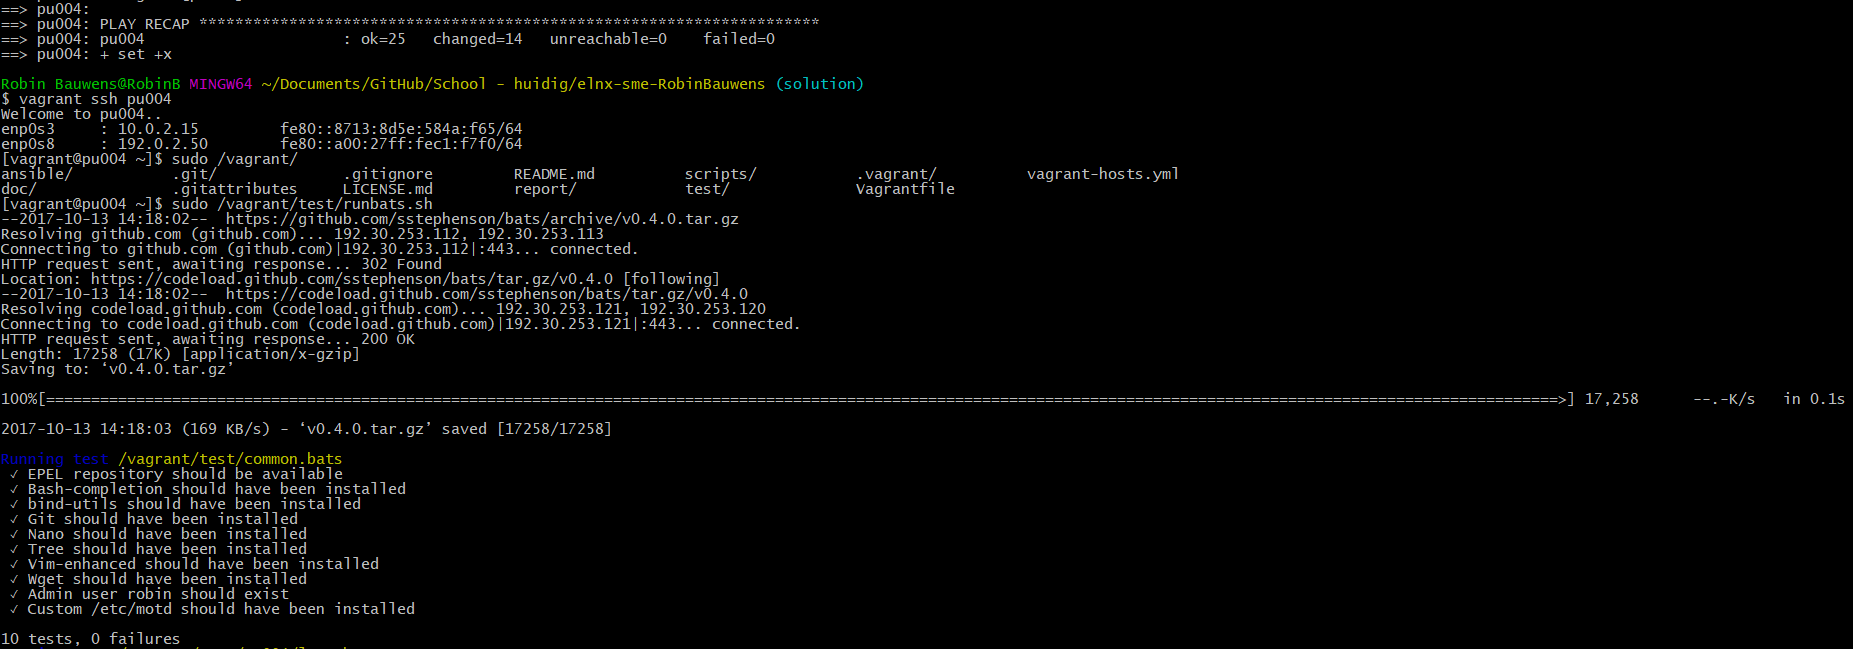 ==> pu004:
==> pu004: PLAY RECAP *********************************************************************
==> pu004: pu004                      : ok=25   changed=14   unreachable=0    failed=0
==> pu004: + set +x
Robin Bauwens@RobinB MINGW64 ~/Documents/GitHub/School - huidig/elnx-sme-RobinBauwens (solution)
$ vagrant ssh pu004
Welcome to pu004..
enp0s3     : 10.0.2.15         fe80::8713:8d5e:584a:f65/64
enp0s8     : 192.0.2.50        fe80::a00:27ff:fec1:f7f0/64
[vagrant@pu004 ~]$ sudo /vagrant/
ansible/           .git/              .gitignore         README.md          scripts/           .vagrant/          vagrant-hosts.yml
doc/               .gitattributes     LICENSE.md         report/            test/              Vagrantfile
[vagrant@pu004 ~]$ sudo /vagrant/test/runbats.sh
--2017-10-13 14:18:02--  https://github.com/sstephenson/bats/archive/v0.4.0.tar.gz
Resolving github.com (github.com)... 192.30.253.112, 192.30.253.113
Connecting to github.com (github.com)|192.30.253.112|:443... connected.
HTTP request sent, awaiting response... 302 Found
Location: https://codeload.github.com/sstephenson/bats/tar.gz/v0.4.0 [following]
--2017-10-13 14:18:02--  https://codeload.github.com/sstephenson/bats/tar.gz/v0.4.0
Resolving codeload.github.com (codeload.github.com)... 192.30.253.121, 192.30.253.120
Connecting to codeload.github.com (codeload.github.com)|192.30.253.121|:443... connected.
HTTP request sent, awaiting response... 200 OK
Length: 17258 (17K) [application/x-gzip]
Saving to: ‘v0.4.0.tar.gz’
100%[========================================================================================================================================================================>] 17,258      --.-K/s   in 0.1s
2017-10-13 14:18:03 (169 KB/s) - ‘v0.4.0.tar.gz’ saved [17258/17258]
Running test /vagrant/test/common.bats
✓ EPEL repository should be available
✓ Bash-completion should have been installed
✓ bind-utils should have been installed
✓ Git should have been installed
✓ Nano should have been installed
✓ Tree should have been installed
✓ Vim-enhanced should have been installed
✓ Wget should have been installed
✓ Admin user robin should exist
✓ Custom /etc/motd should have been installed
10 tests, 0 failures